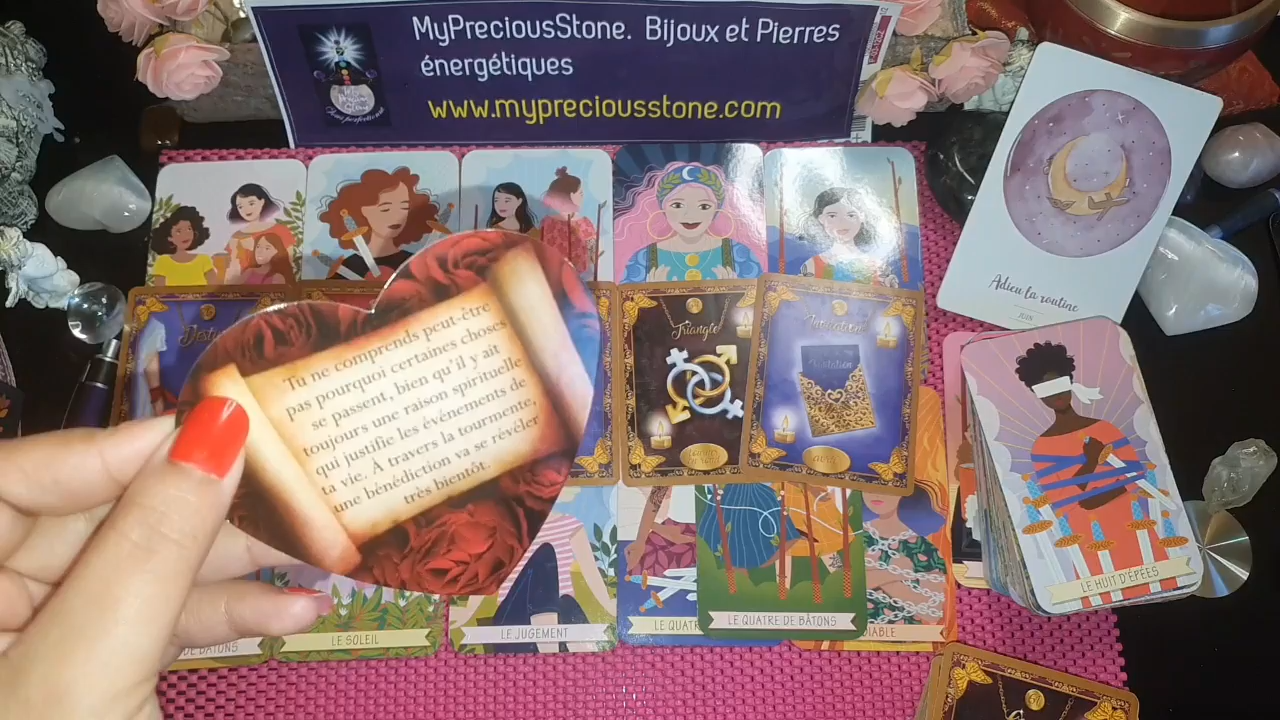 MyPreciousStone. Bijoux et Pierres
énergétiques
www.mypreciousstone.com
Adieu la routine
JUIN
Triangle
Tu ne comprends peut-être
pas pourquoi certaines choses
se passent, bien qu'il y ait
toujours une raison spirituelle
qui justifie les événements de
ta vie. À travers la tourmente,
une bénédiction va se révéler
très bientôt.
LE HUIT D'ÉPÉES
DE BÂTONS
LE SOLEIL
LE JUGEMENT
LE QUATR
LE QUATRE DE BÂTONS
DIABLE